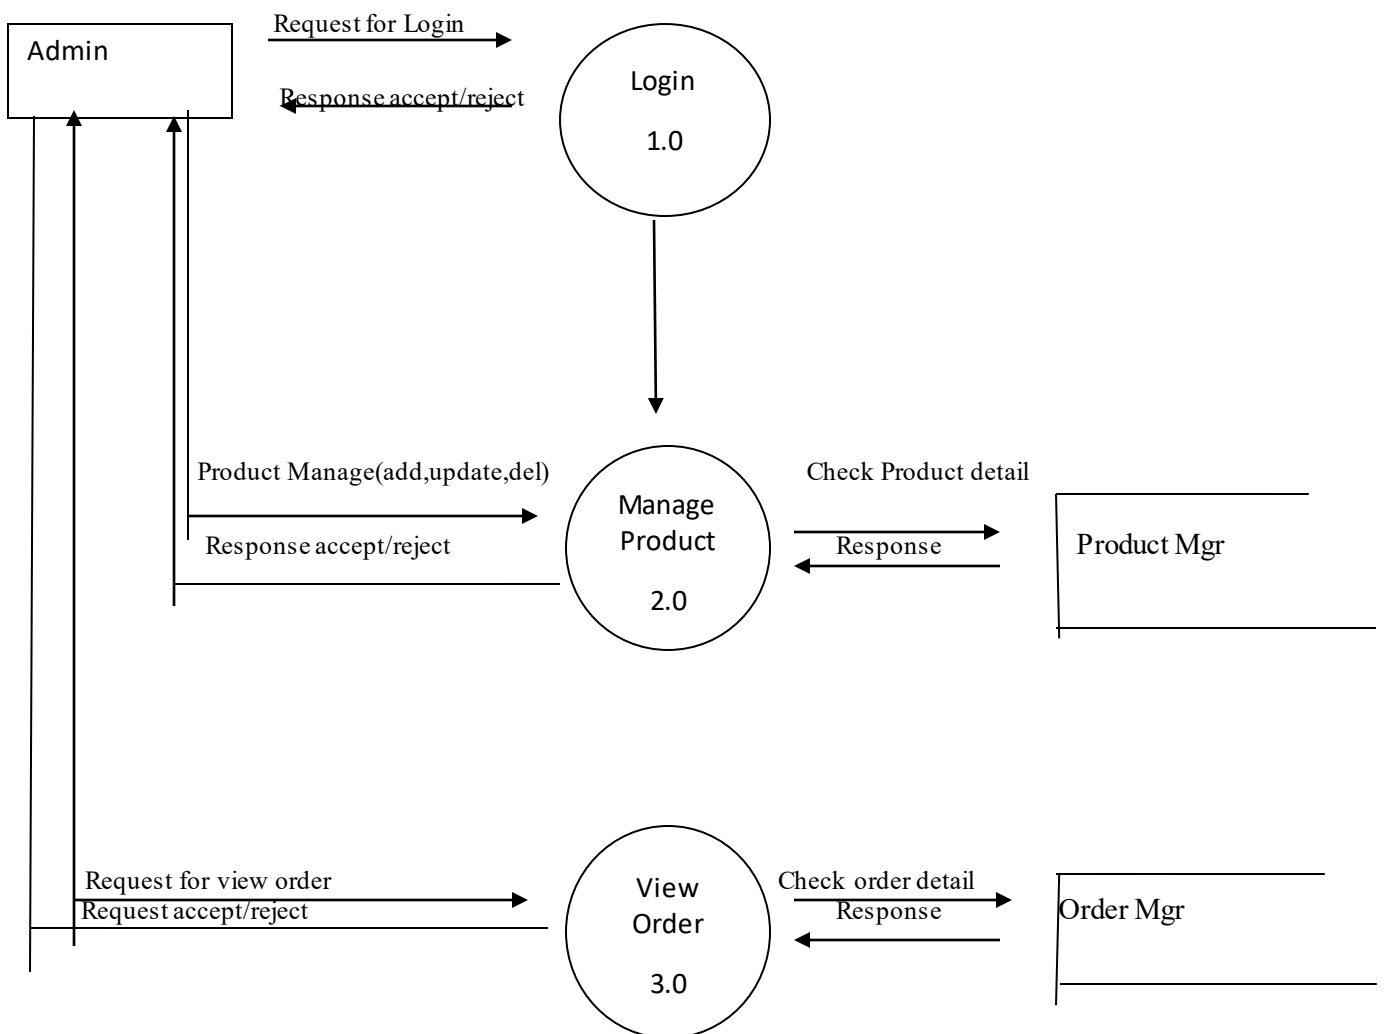 Request for Login
Admin
Login
Response accept/reject
1.0
Product Manage(add,update,del)
Check Product detail
Manage
Product
Response accept/reject
Response
Product Mgr
2.0
Request for view order
Check order detail
View
Request accept/reject
Response
Order Mgr
Order
3.0